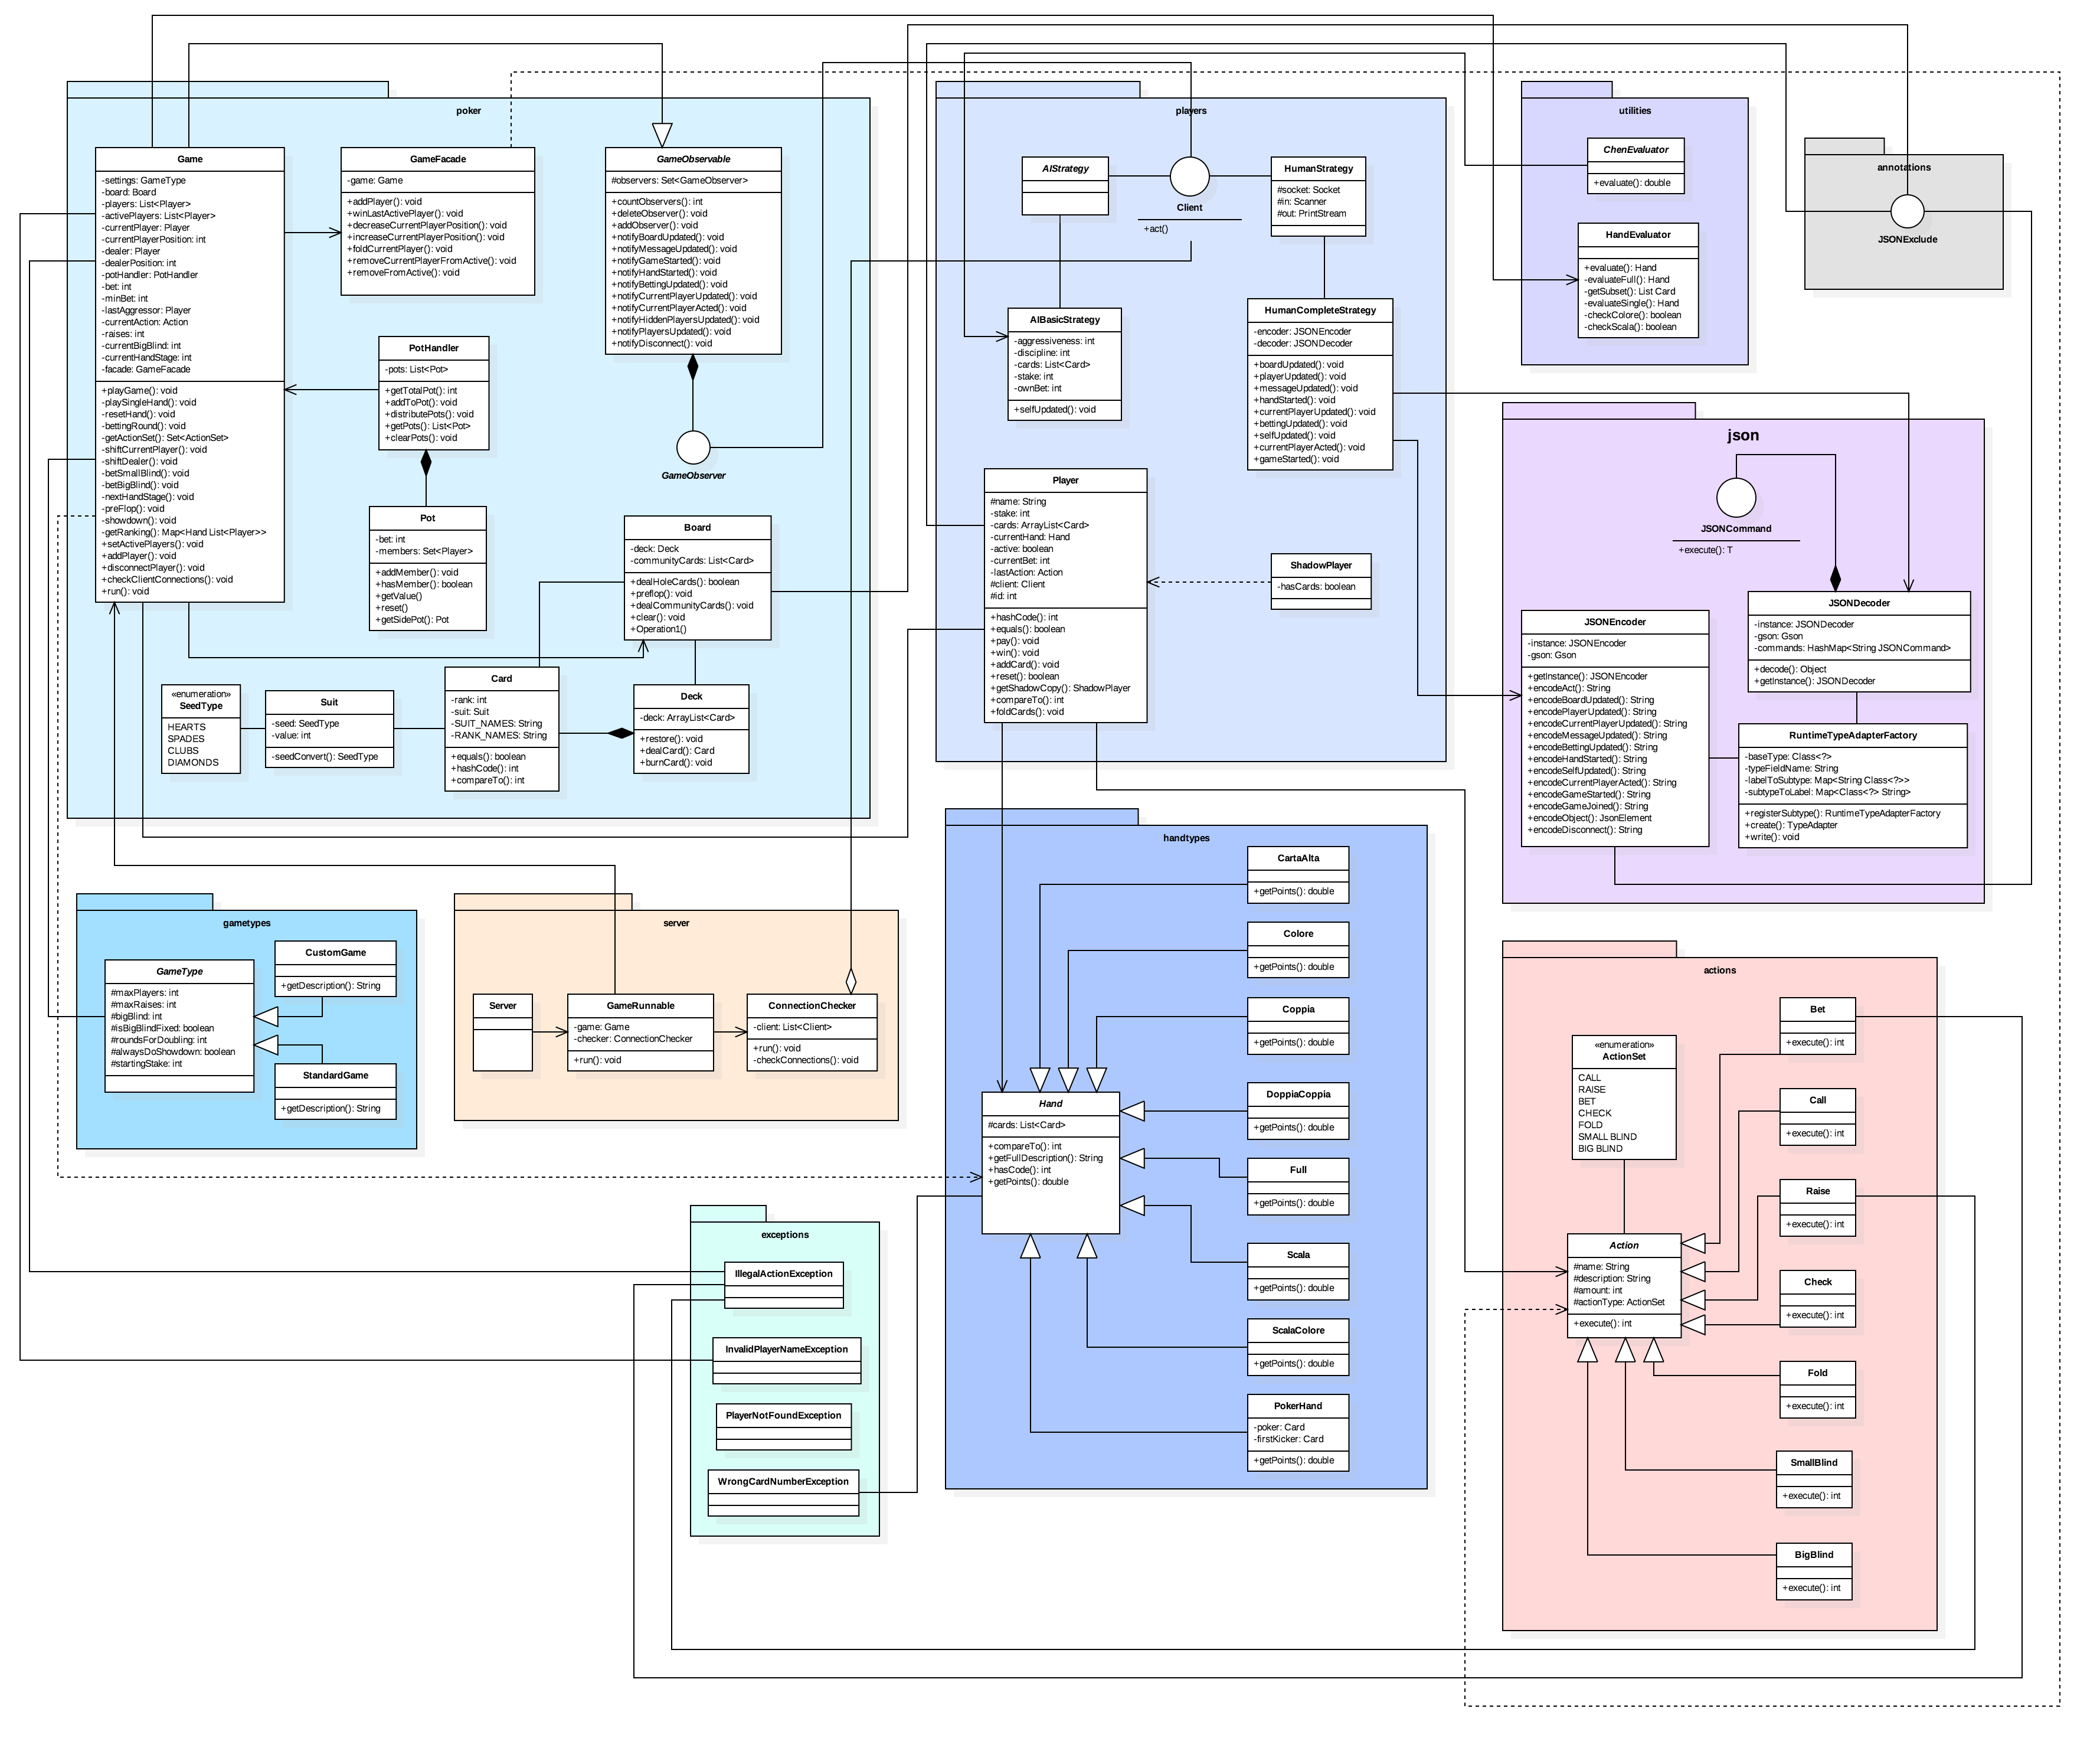 poker
Game
-settings: GameType
-board: Board
-players: List<Player>
-activePlayers: List<Player>
-currentPlayer: Player
-currentPlayerPosition: int
-dealer: Player
-dealerPosition: int
-potHandler: PotHandler
-bet: int
-minBet: int
-lastAggressor: Player
-currentAction: Action
-raises: int
-currentBigBlind: int
-currentHandStage: int
-facade: GameFacade
+playGame(): void
-playSingleHand(): void
-resetHand(): void
-bettingRound(): void
-getActionSet(): Set<ActionSet>
-shiftCurrentPlayer(): void
-shiftDealer(): void
-betSmallBlind(): void
-betBigBlind(): void
-nextHandStage(): void
-preFlop(): void
-showdown(): void
-getRanking(): Map<Hand List<Player>>
+setActivePlayers(): void
+addPlayer(): void
+disconnectPlayer(): void
+checkClientConnections(): void
+run(): void
GameFacade
-game: Game
+addPlayer(): void
+winLastActivePlayer(): void
+decreaseCurrentPlayerPosition(): void
+increaseCurrentPlayerPosition(): void
+foldCurrentPlayer(): void
+removeCurrentPlayerFromActive(): void
+removeFromActive(): void
GameObservable
#observers: Set<GameObserver>
+countObservers(): int
+deleteObserver(): void
+addObserver(): void
+notifyBoardUpdated(): void
+notifyMessageUpdated(): void
+notifyGameStarted(): void
+notifyHandStarted(): void
+notifyBettingUpdated(): void
+notifyCurrentPlayerUpdated(): void
+notifyCurrentPlayerActed(): void
+notifyHiddenPlayersUpdated(): void
+notifyPlayersUpdated(): void
+notifyDisconnect(): void
PotHandler
-pots: List<Pot>
+getTotalPot(): int
+addToPot(): void
+distributePots(): void
+getPots(): List<Pot>
+clearPots(): void
GameObserver
Pot
-bet: int
-members: Set<Player>
+addMember(): void
+hasMember(): boolean
+getValue()
+reset()
+getSidePot(): Pot
Board
-deck: Deck
-communityCards: List<Card>
+dealHoleCards(): boolean
+preflop(): void
+dealCommunityCards(): void
+clear(): void
+Operation1()
«enumeration»
SeedType
HEARTS
SPADES
CLUBS
DIAMONDS
Suit
-seed: SeedType
-value: int
-seedConvert(): SeedType
Card
-rank: int
-suit: Suit
-SUIT_NAMES: String
-RANK_NAMES: String
+equals(): boolean
+hashCode(): int
+compareTo(): int
Deck
-deck: ArrayList<Card>
+restore(): void
+dealCard(): Card
+burnCard(): void
players
AIStrategy
Client
+act()
HumanStrategy
#socket: Socket
#in: Scanner
#out: PrintStream
AIBasicStrategy
-aggressiveness: int
-discipline: int
-cards: List<Card>
-stake: int
-ownBet: int
+selfUpdated(): void
HumanCompleteStrategy
-encoder: JSONEncoder
-decoder: JSONDecoder
+boardUpdated(): void
+playerUpdated(): void
+messageUpdated(): void
+handStarted(): void
+currentPlayerUpdated(): void
+bettingUpdated(): void
+selfUpdated(): void
+currentPlayerActed(): void
+gameStarted(): void
Player
#name: String
-stake: int
-cards: ArrayList<Card>
-currentHand: Hand
-active: boolean
-currentBet: int
-lastAction: Action
#client: Client
#id: int
+hashCode(): int
+equals(): boolean
+pay(): void
+win(): void
+addCard(): void
+reset(): boolean
+getShadowCopy(): ShadowPlayer
+compareTo(): int
+foldCards(): void
ShadowPlayer
-hasCards: boolean
utilities
ChenEvaluator
+evaluate(): double
HandEvaluator
+evaluate(): Hand
-evaluateFull(): Hand
-getSubset(): List Card
-evaluateSingle(): Hand
-checkColore(): boolean
-checkScala(): boolean
annotations
JSONExclude
json
JSONCommand
+execute(): T
JSONEncoder
-instance: JSONEncoder
-gson: Gson
+getInstance(): JSONEncoder
+encodeAct(): String
+encodeBoardUpdated(): String
+encodePlayerUpdated(): String
+encodeCurrentPlayerUpdated(): String
+encodeMessageUpdated(): String
+encodeBettingUpdated(): String
+encodeHandStarted(): String
+encodeSelfUpdated(): String
+encodeCurrentPlayerActed(): String
+encodeGameStarted(): String
+encodeGameJoined(): String
+encodeObject(): JsonElement
+encodeDisconnect(): String
JSONDecoder
-instance: JSONDecoder
-gson: Gson
-commands: HashMap<String JSONCommand>
+decode(): Object
+getInstance(): JSONDecoder
RuntimeTypeAdapterFactory
-baseType: Class<?>
-typeFieldName: String
-labelToSubtype: Map<String Class<?>>
-subtypeToLabel: Map<Class<?> String>
+registerSubtype(): RuntimeTypeAdapterFactory
+create(): TypeAdapter
+write(): void
gametypes
GameType
#maxPlayers: int
#maxRaises: int
#bigBlind: int
#isBigBlindFixed: boolean
#roundsForDoubling: int
#alwaysDoShowdown: boolean
#startingStake: int
CustomGame
+getDescription(): String
StandardGame
+getDescription(): String
server
Server
GameRunnable
-game: Game
-checker: ConnectionChecker
+run(): void
ConnectionChecker
-client: List<Client>
+run(): void
-checkConnections(): void
handtypes
CartaAlta
+getPoints(): double
Colore
+getPoints(): double
Coppia
+getPoints(): double
Hand
#cards: List<Card>
+compareTo(): int
+getFullDescription(): String
+hasCode(): int
+getPoints(): double
DoppiaCoppia
+getPoints(): double
Full
+getPoints(): double
Scala
+getPoints(): double
ScalaColore
+getPoints(): double
PokerHand
-poker: Card
-firstKicker: Card
+getPoints(): double
exceptions
IllegalActionException
InvalidPlayerNameException
PlayerNotFoundException
WrongCardNumberException
actions
«enumeration»
ActionSet
CALL
RAISE
BET
CHECK
FOLD
SMALL BLIND
BIG BLIND
Action
#name: String
#description: String
#amount: int
#actionType: ActionSet
+execute(): int
Bet
+execute(): int
Call
+execute(): int
Raise
+execute(): int
Check
+execute(): int
Fold
+execute(): int
SmallBlind
+execute(): int
BigBlind
+execute(): int